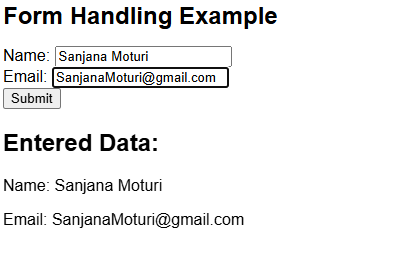 Form Handling Example
Name: Sanjana Moturi
Email: SanjanaMoturi@gmail.com
Submit
Entered Data:
Name: Sanjana Moturi
Email: SanjanaMoturi@gmail.com